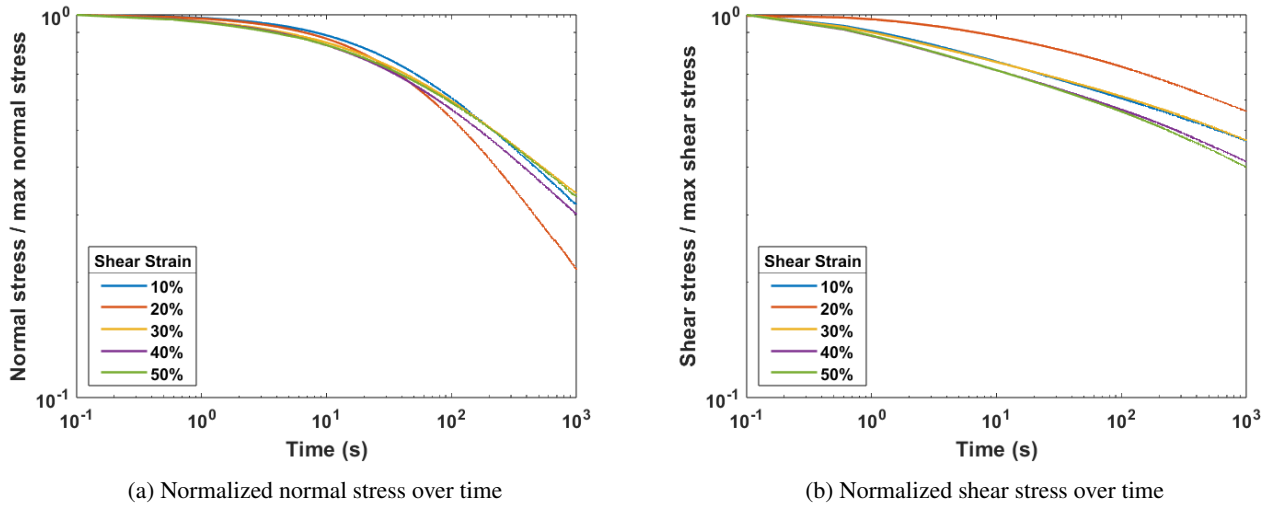 Normal stress / max normal stress
10^0
10^-1
Shear Strain
10%
20%
30%
40%
50%
10^-1 10^0 10^1 10^2 10^3
Time (s)
(a) Normalized normal stress over time
Shear stress / max shear stress
10^0
10^-1
Shear Strain
10%
20%
30%
40%
50%
10^-1 10^0 10^1 10^2 10^3
Time (s)
(b) Normalized shear stress over time